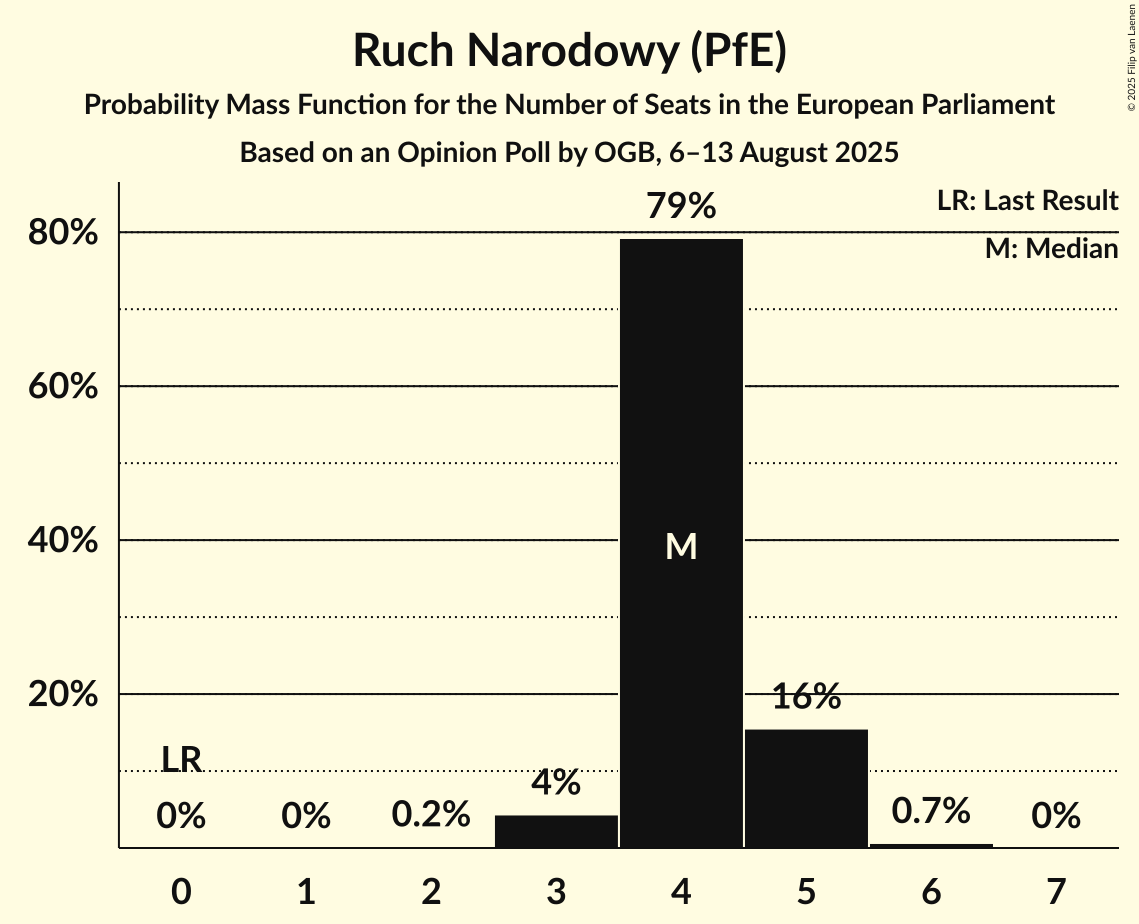 Ruch Narodowy (PfE)
Probability Mass Function for the Number of Seats in the European Parliament
Based on an Opinion Poll by OGB, 6–13 August 2025
© 2025 Filip van Laenen
LR: Last Result
M: Median
80%
60%
40%
20%
79%
M
16%
LR
4%
0%
0%
0.2%
0.7%
0%
0 1 2 3 4 5 6 7